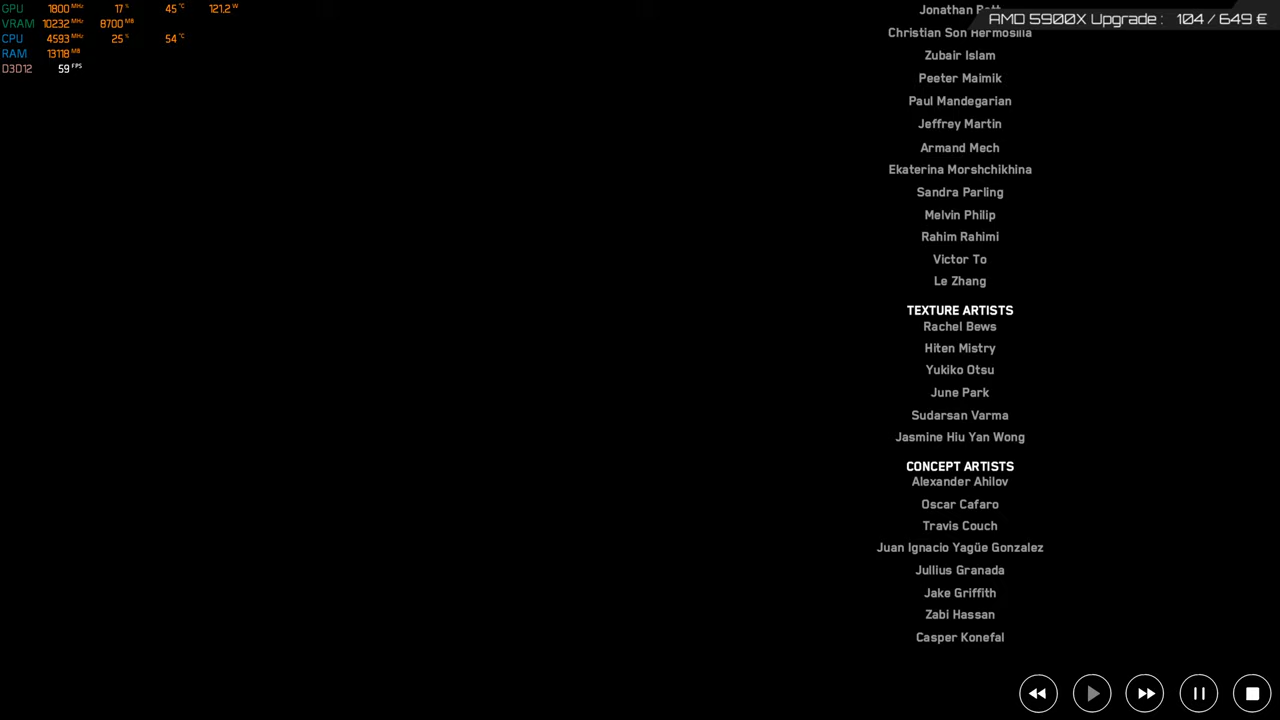 GPU 1800 MHz 17 % 45 °C 121.2 W
VRAM 10232 MHz 8700 MB
CPU 4593 MHz 25 % 54 °C
RAM 13118 MB
D3D12 59 FPS
AMD 5900X Upgrade : 104 / 649 €
Jonathan
Christian Son Hermosilla
Zubair Islam
Peeter Maimik
Paul Mandegarian
Jeffrey Martin
Armand Mech
Ekaterina Morshchikhina
Sandra Parling
Melvin Philip
Rahim Rahimi
Victor To
Le Zhang
TEXTURE ARTISTS
Rachel Bews
Hiten Mistry
Yukiko Otsu
June Park
Sudarsan Varma
Jasmine Hiu Yan Wong
CONCEPT ARTISTS
Alexander Ahilov
Oscar Cafaro
Travis Couch
Juan Ignacio Yagüe Gonzalez
Jullius Granada
Jake Griffith
Zabi Hassan
Casper Konefal